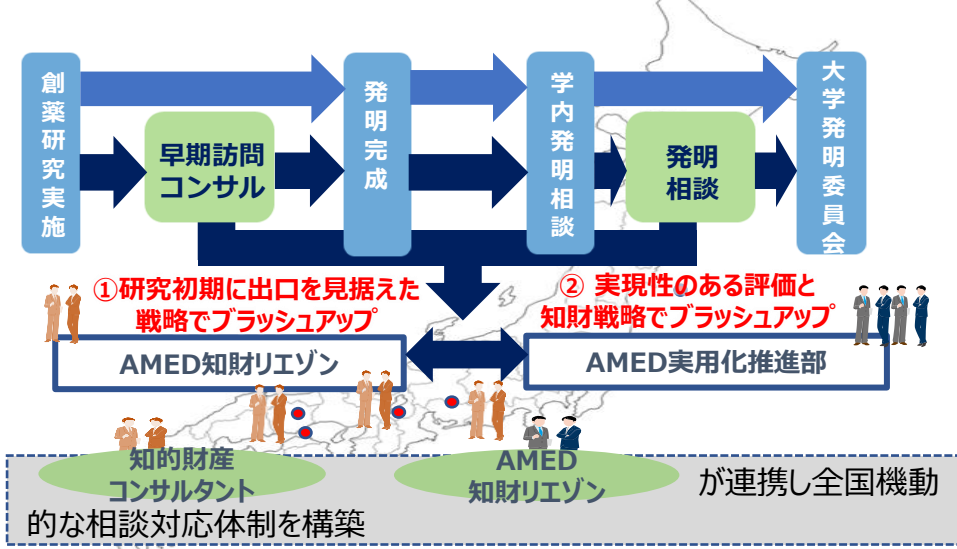 創薬研究実施
早期訪問
コンサル
発明完成
学内発明相談
発明
相談
大学発明委員会
①研究初期に出口を見据えた
戦略でブラッシュアップ
② 実現性のある評価と
知財戦略でブラッシュアップ
AMED知財リエゾン
AMED実用化推進部
知的財産
コンサルタント
AMED
知財リエゾン
が連携し全国機動
的な相談対応体制を構築